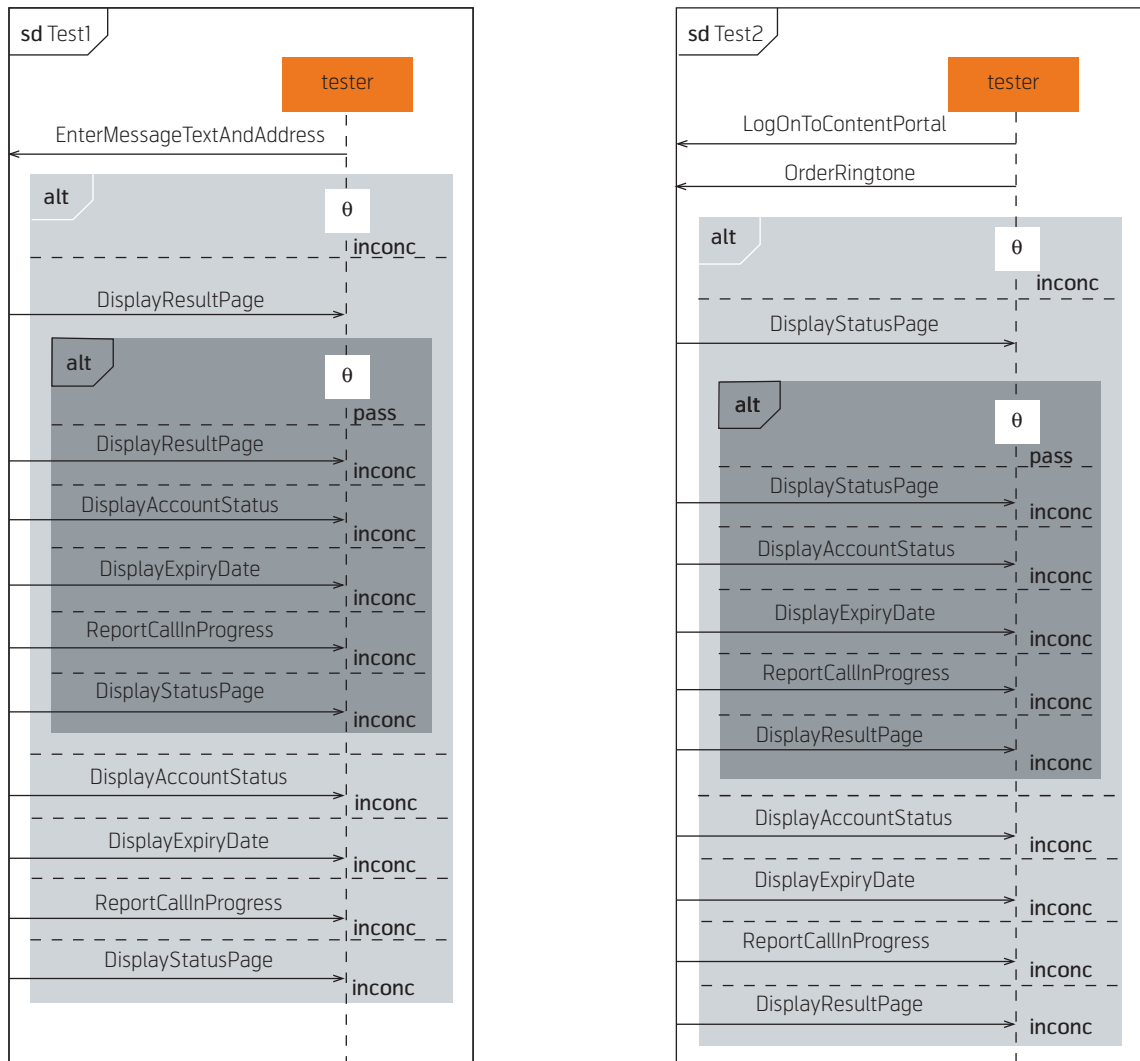 sd Test1
tester
EnterMessageTextAndAddress
alt
θ
inconc
DisplayResultPage
alt
θ
pass
DisplayResultPage
inconc
DisplayAccountStatus
inconc
DisplayExpiryDate
inconc
ReportCallInProgress
inconc
DisplayStatusPage
inconc
DisplayAccountStatus
inconc
DisplayExpiryDate
inconc
ReportCallInProgress
inconc
DisplayStatusPage
inconc
sd Test2
tester
LogOnToContentPortal
OrderRingtone
alt
θ
inconc
DisplayStatusPage
alt
θ
pass
DisplayStatusPage
inconc
DisplayAccountStatus
inconc
DisplayExpiryDate
inconc
ReportCallInProgress
inconc
DisplayResultPage
inconc
DisplayAccountStatus
inconc
DisplayExpiryDate
inconc
ReportCallInProgress
inconc
DisplayResultPage
inconc